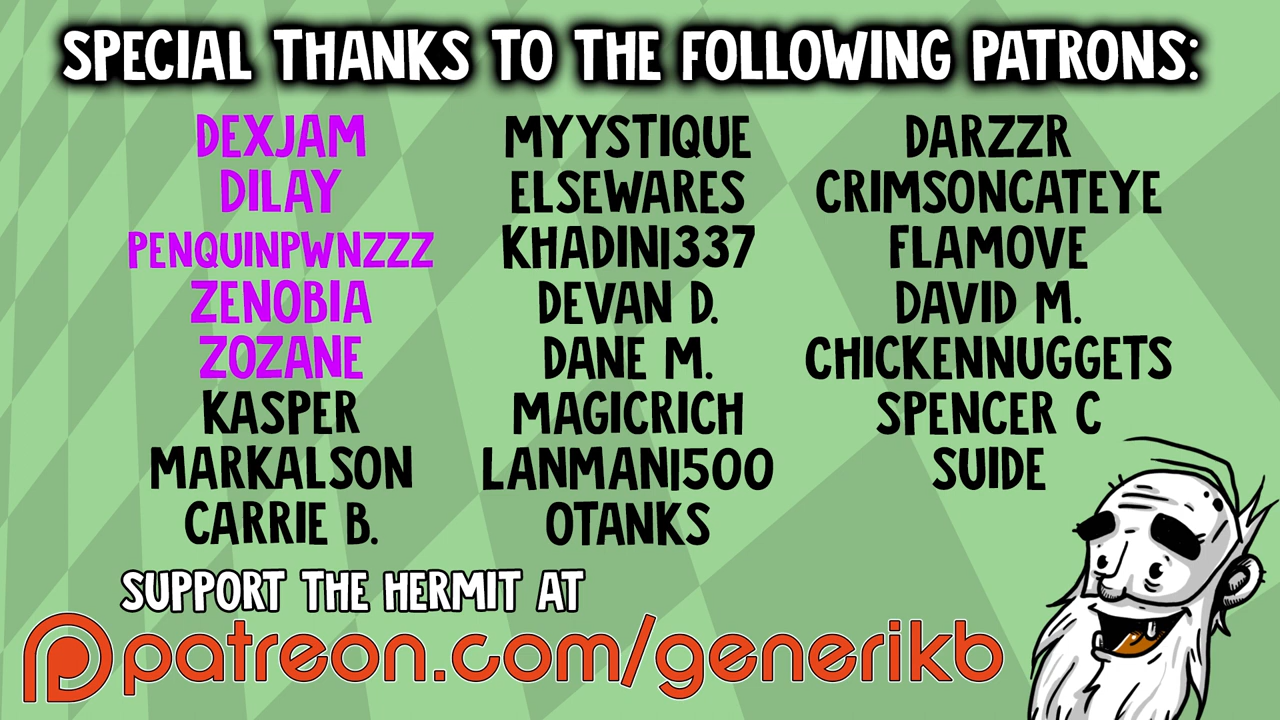 SPECIAL THANKS TO THE FOLLOWING PATRONS:
DEXJAM
DILAY
PENQUINPWNZZZ
ZENOBIA
ZOZANE
KASPER
MARKALSON
CARRIE B.
MYYSTIQUE
ELSEWARES
KHADIN1337
DEVAN D.
DANE M.
MAGICRICH
LANMAN1500
OTANKS
DARZZR
CRIMSONCATEYE
FLAMOVE
DAVID M.
CHICKENNUGGETS
SPENCER C
SUIDE
SUPPORT THE HERMIT AT
patreon.com/generikb